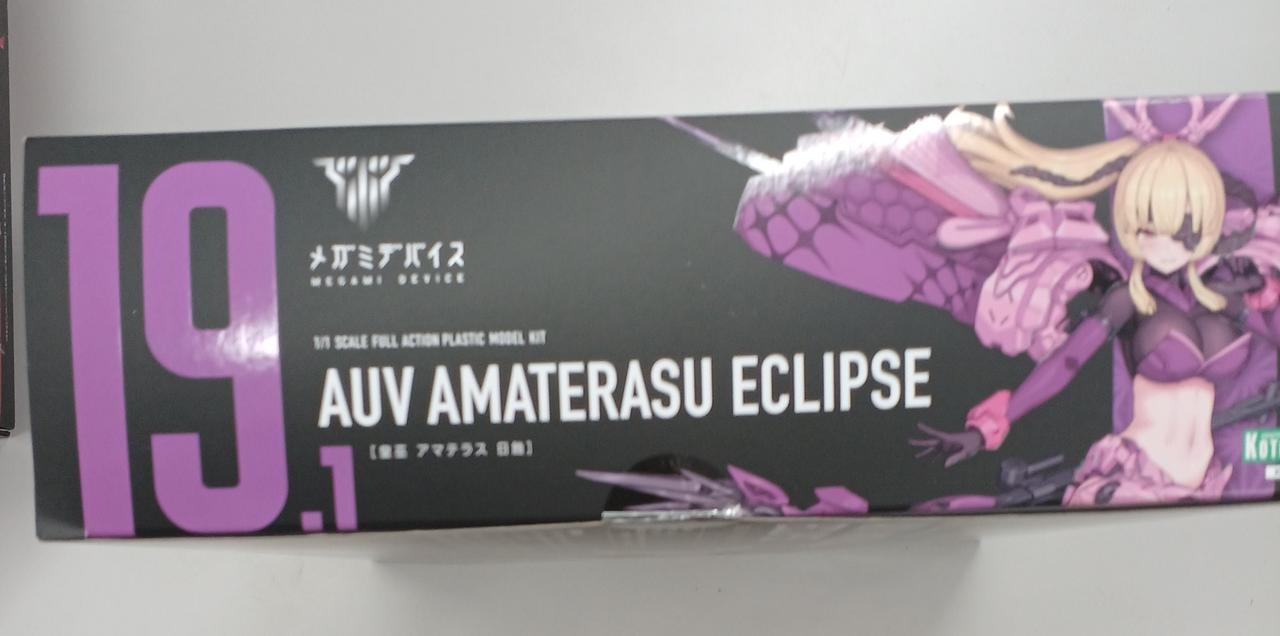 19.1
メガミデバイス
MEGAMI DEVICE
1/1 SCALE FULL ACTION PLASTIC MODEL KIT
AUV AMATERASU ECLIPSE
【皇巫 アマテラス 日蝕】
KOT